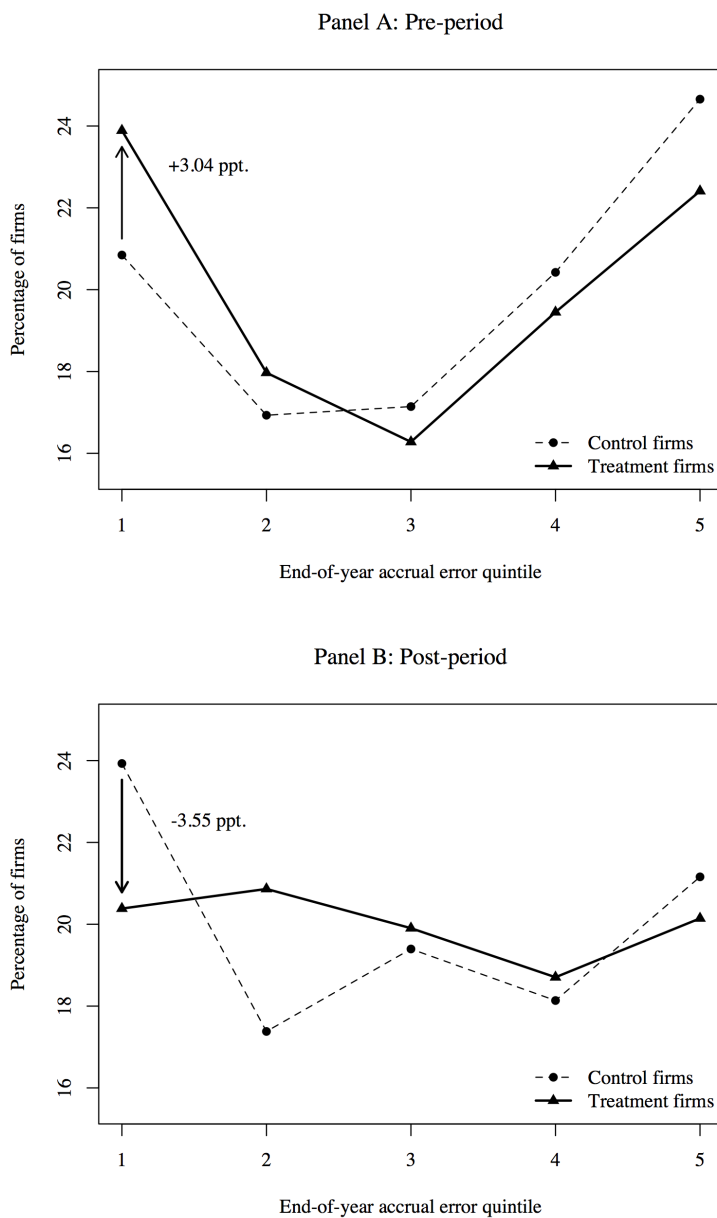 Panel A: Pre-period
24
22
20
18
16
Percentage of firms
+3.04 ppt.
Control firms
Treatment firms
1 2 3 4 5
End-of-year accrual error quintile
Panel B: Post-period
24
22
20
18
16
Percentage of firms
-3.55 ppt.
Control firms
Treatment firms
1 2 3 4 5
End-of-year accrual error quintile